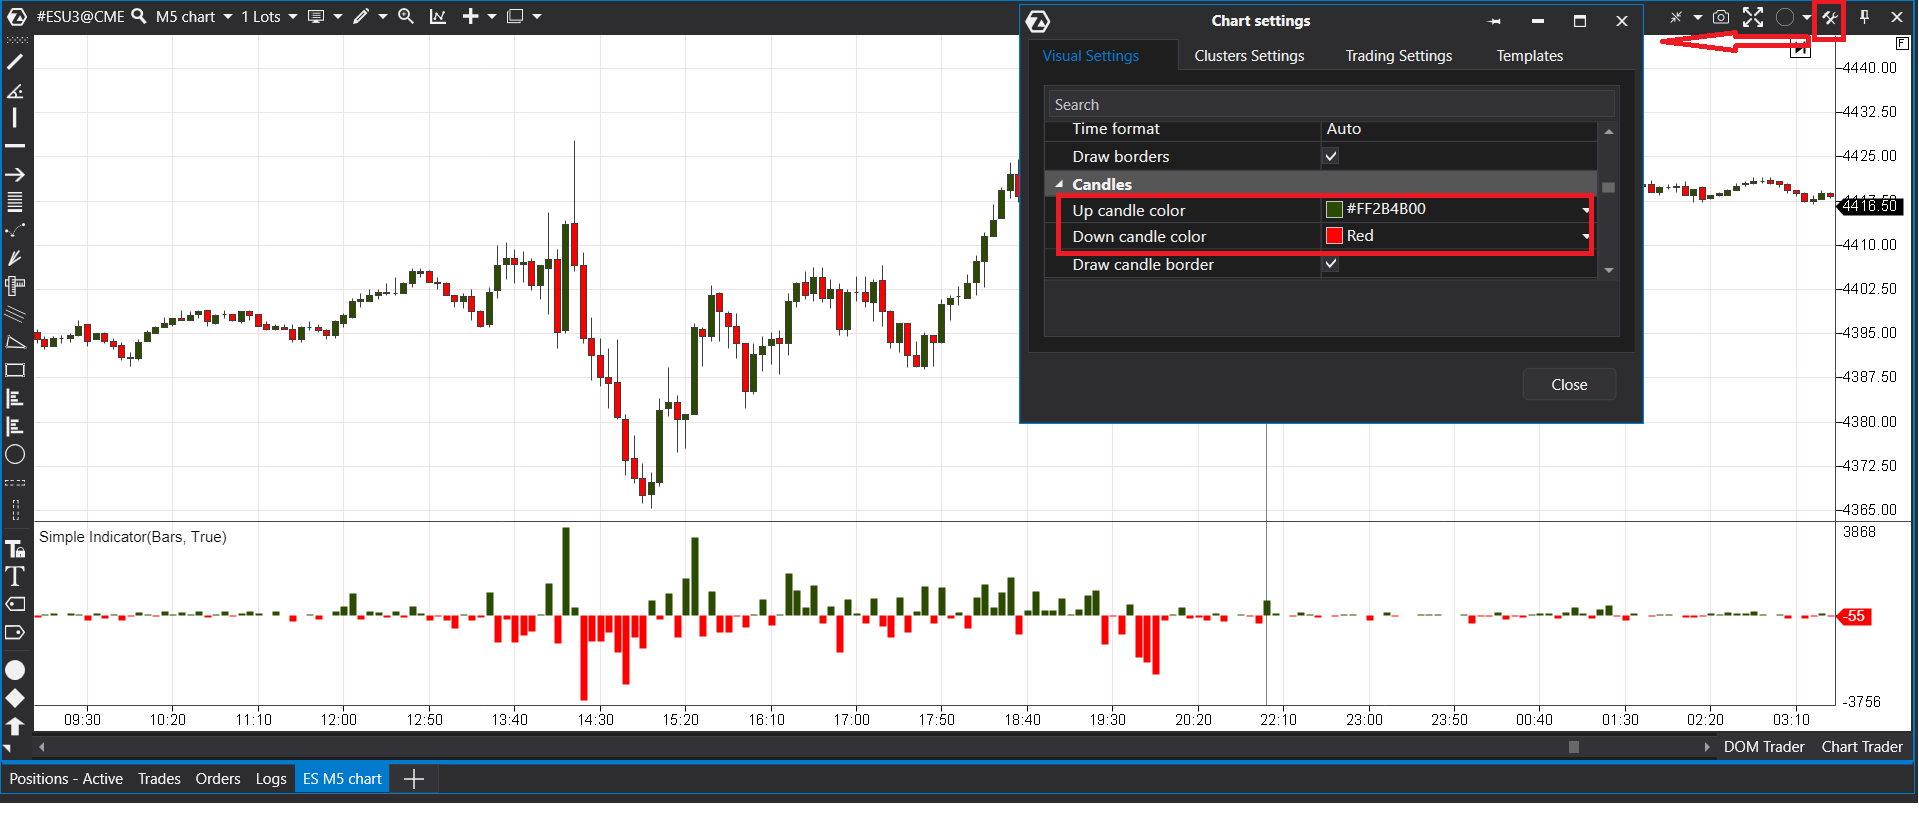 #ESU3@CME M5 chart 1 Lots
Chart settings
Visual Settings Clusters Settings Trading Settings Templates
Search
Time format Auto
Draw borders
Candles
Up candle color #FF2B4B00
Down candle color Red
Draw candle border
Close
F
4440.00
4432.50
4425.00
4416.50
4410.00
4402.50
4395.00
4387.50
4380.00
4372.50
4365.00
Simple Indicator(Bars, True)
3868
-55
-3756
09:30 10:20 11:10 12:00 12:50 13:40 14:30 15:20 16:10 17:00 17:50 18:40 19:30 20:20 22:10 23:00 23:50 00:40 01:30 02:20 03:10
DOM Trader Chart Trader
Positions - Active Trades Orders Logs ES M5 chart